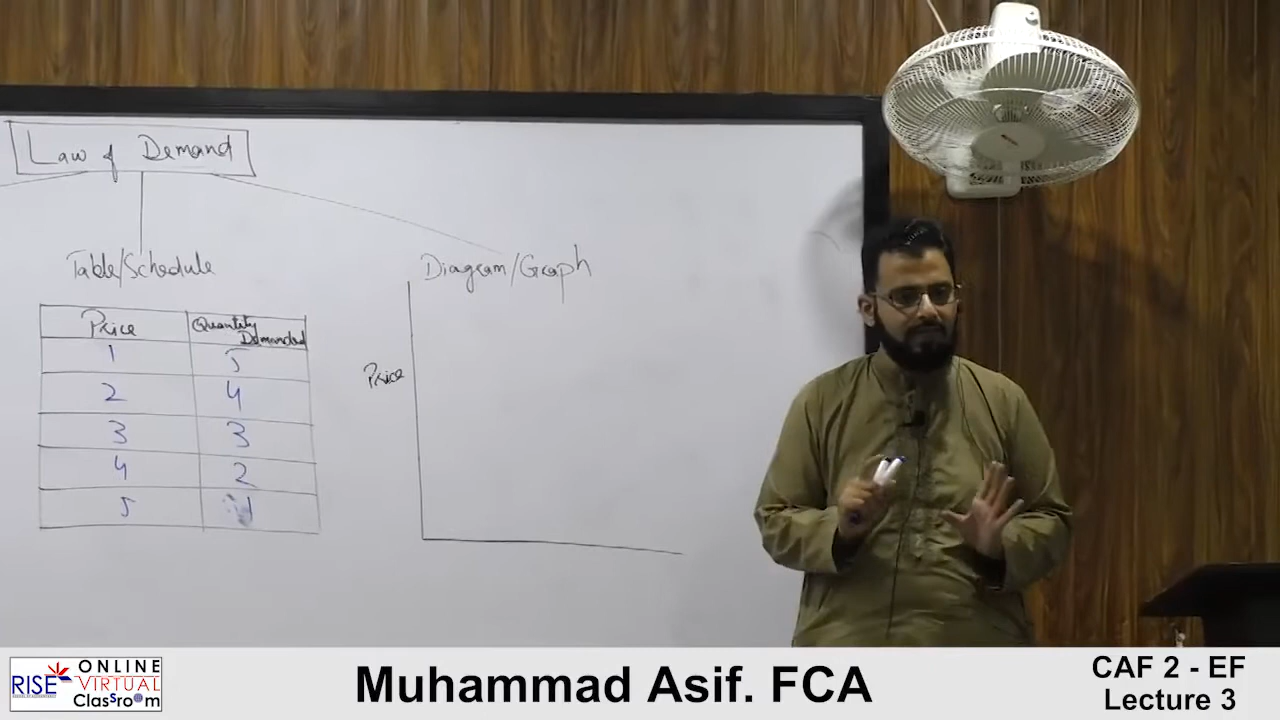 Law of Demand
Table/Schedule
Diagram/Graph
Price Quantity Demanded
1 5
2 4
3 3
4 2
5 1
Price
RISE ONLINE VIRTUAL Classroom
Muhammad Asif. FCA
CAF 2 - EF
Lecture 3